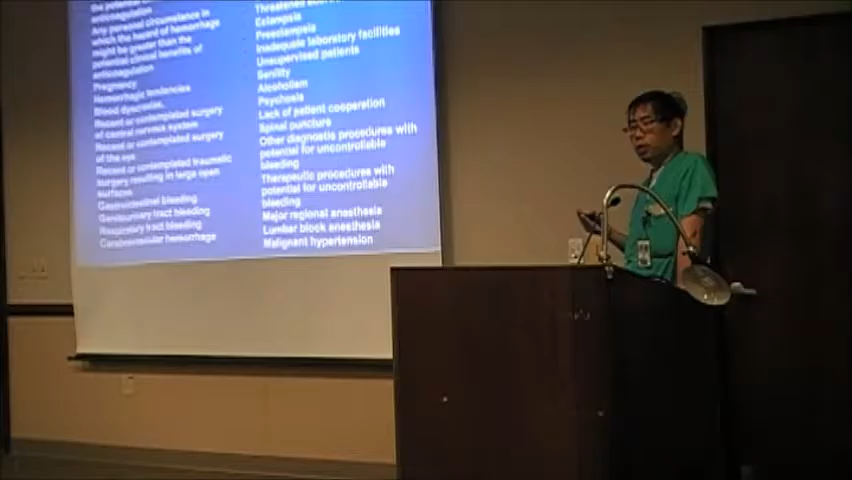 the potential
anticoagulation
Any personal circumstance in
which the hazard of hemorrhage
might be greater than the
potential clinical benefits of
anticoagulation
Pregnancy
Hemorrhagic tendencies
Blood dyscrasias
Recent or contemplated surgery
of central nervous system
Recent or contemplated surgery
of the eye
Recent or contemplated traumatic
surgery resulting in large open
surfaces
Gastrointestinal bleeding
Genitourinary tract bleeding
Respiratory tract bleeding
Cerebrovascular hemorrhage
Threatened
Eclampsia
Preeclampsia
Inadequate laboratory facilities
Unsupervised patients
Senility
Alcoholism
Psychosis
Lack of patient cooperation
Spinal puncture
Other diagnostic procedures with
potential for uncontrollable
bleeding
Therapeutic procedures with
potential for uncontrollable
bleeding
Major regional anesthesia
Lumbar block anesthesia
Malignant hypertension